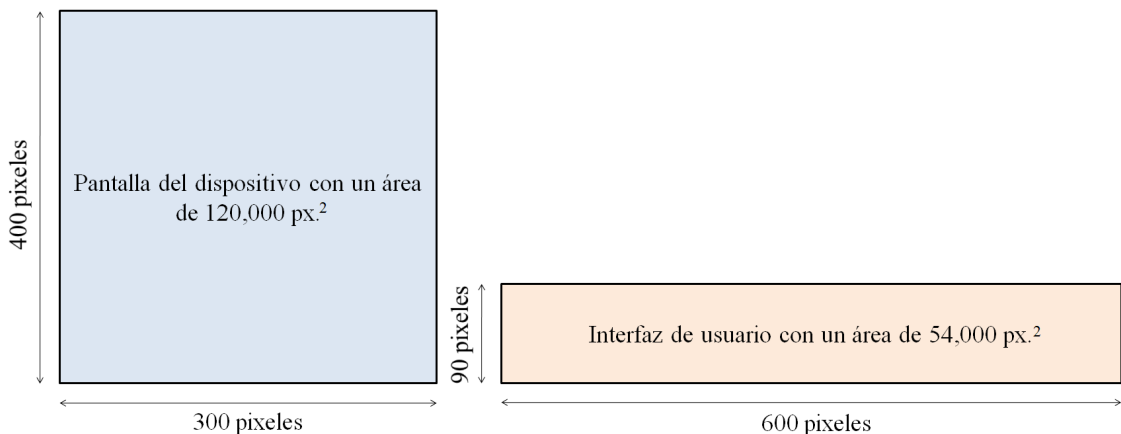 400 pixeles
Pantalla del dispositivo con un área
de 120,000 px.²
300 pixeles
90 pixeles
Interfaz de usuario con un área de 54,000 px.²
600 pixeles